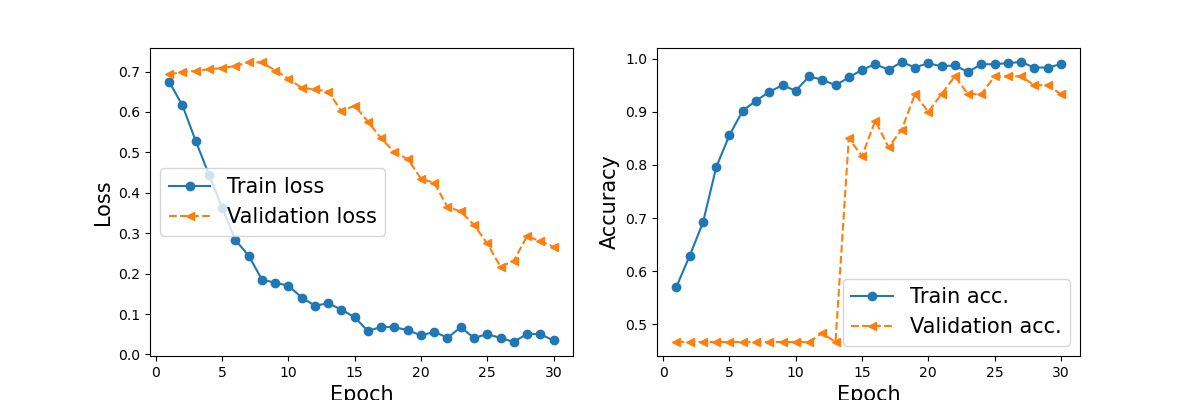 0.7
0.6
0.5
0.4
0.3
0.2
0.1
0.0
Loss
Train loss
Validation loss
0 5 10 15 20 25 30
Epoch
1.0
0.9
0.8
0.7
0.6
0.5
Accuracy
Train acc.
Validation acc.
0 5 10 15 20 25 30
Epoch